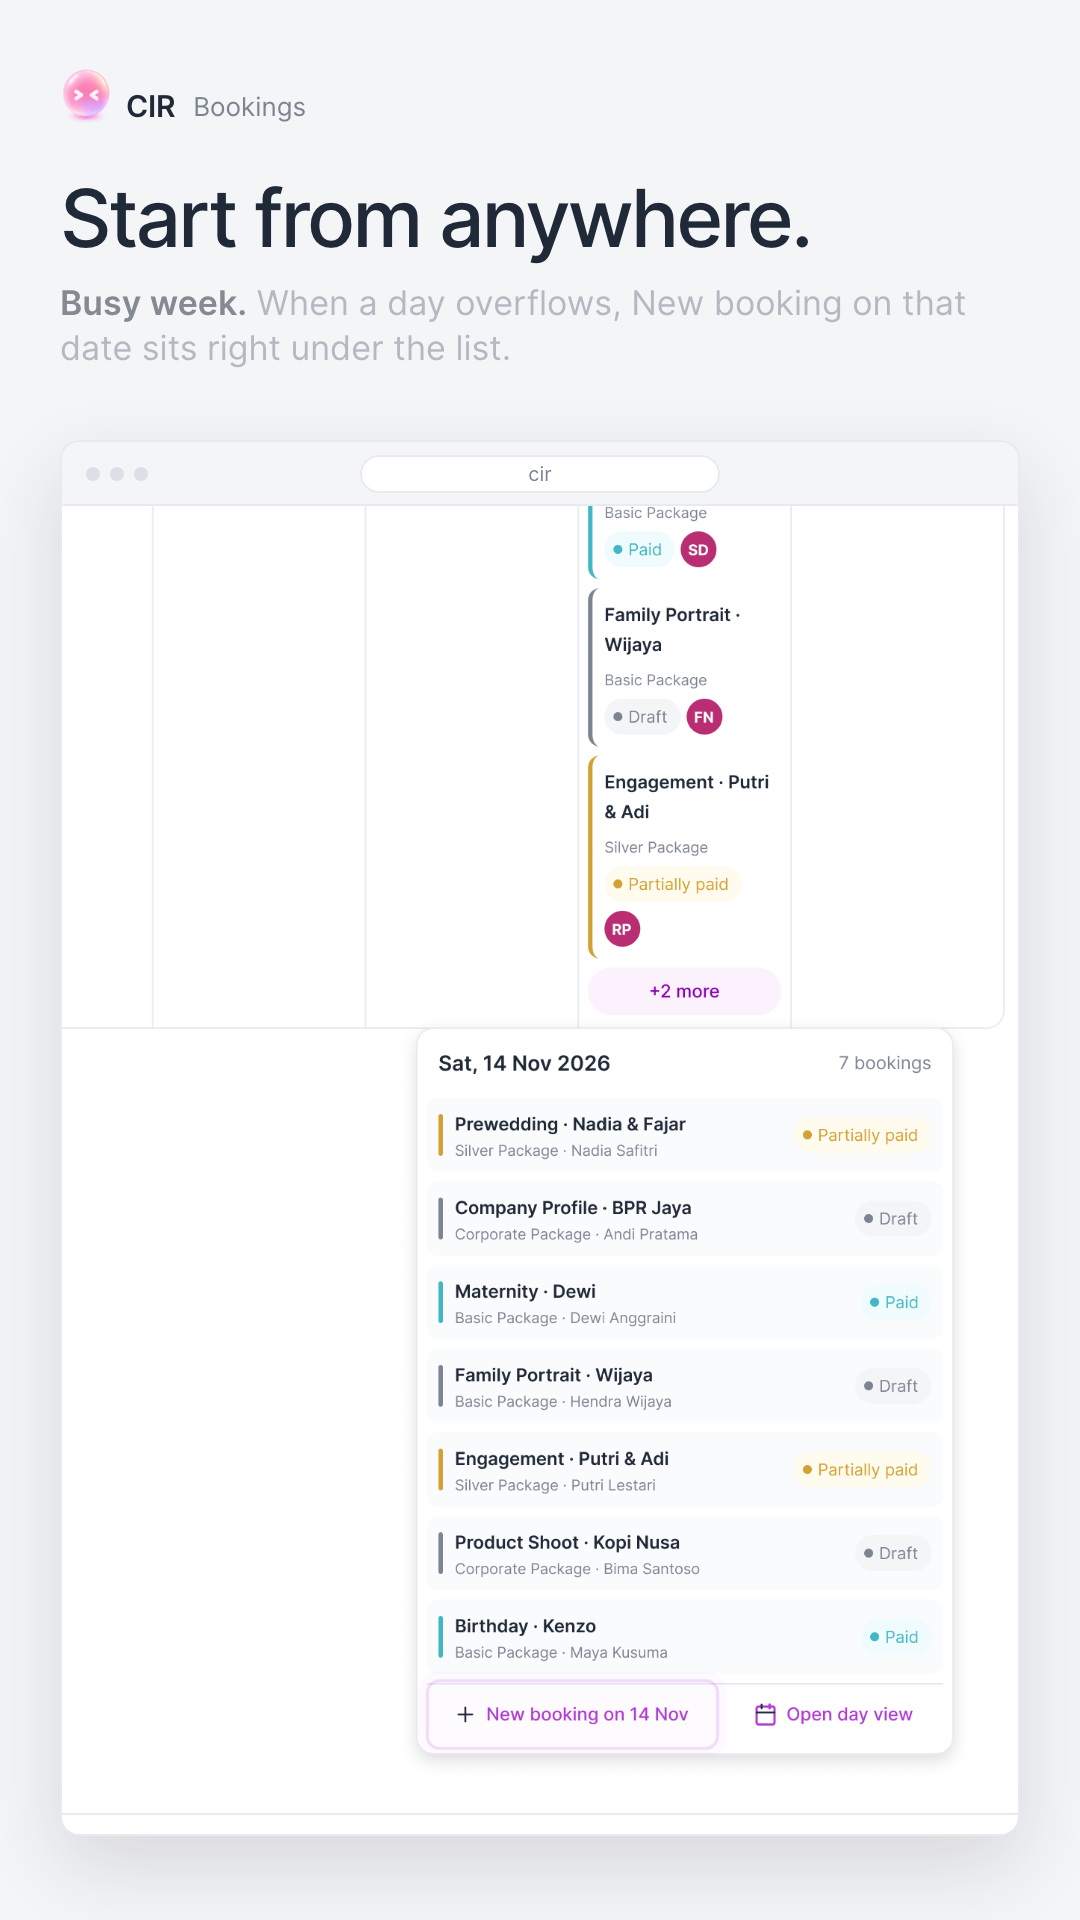 CIR Bookings
Start from anywhere.
Busy week. When a day overflows, New booking on that
date sits right under the list.
cir
Basic Package
Paid SD
Family Portrait ·
Wijaya
Basic Package
Draft FN
Engagement · Putri
& Adi
Silver Package
Partially paid
RP
+2 more
Sat, 14 Nov 2026 7 bookings
Prewedding · Nadia & Fajar
Silver Package · Nadia Safitri
Partially paid
Company Profile · BPR Jaya
Corporate Package · Andi Pratama
Draft
Maternity · Dewi
Basic Package · Dewi Anggraini
Paid
Family Portrait · Wijaya
Basic Package · Hendra Wijaya
Draft
Engagement · Putri & Adi
Silver Package · Putri Lestari
Partially paid
Product Shoot · Kopi Nusa
Corporate Package · Bima Santoso
Draft
Birthday · Kenzo
Basic Package · Maya Kusuma
Paid
New booking on 14 Nov Open day view